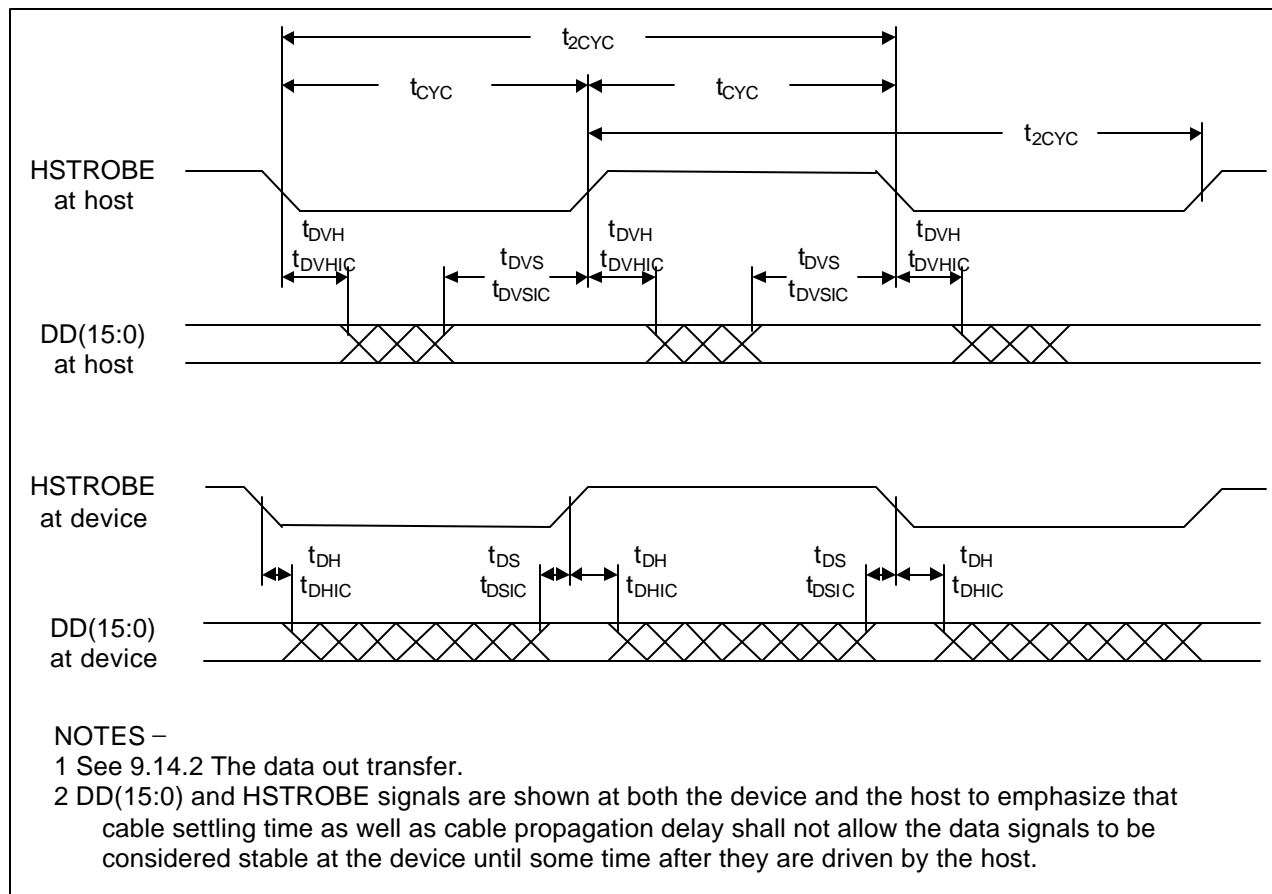 t2CYC
tCYC tCYC
t2CYC
HSTROBE
at host
tDVH tDVH tDVH
tDVHIC tDVS tDVHIC tDVS tDVHIC
tDVSIC tDVSIC
DD(15:0)
at host
HSTROBE
at device
tDH tDS tDH tDS tDH
tDHIC tDSIC tDHIC tDSIC tDHIC
DD(15:0)
at device
NOTES –
1 See 9.14.2 The data out transfer.
2 DD(15:0) and HSTROBE signals are shown at both the device and the host to emphasize that
cable settling time as well as cable propagation delay shall not allow the data signals to be
considered stable at the device until some time after they are driven by the host.